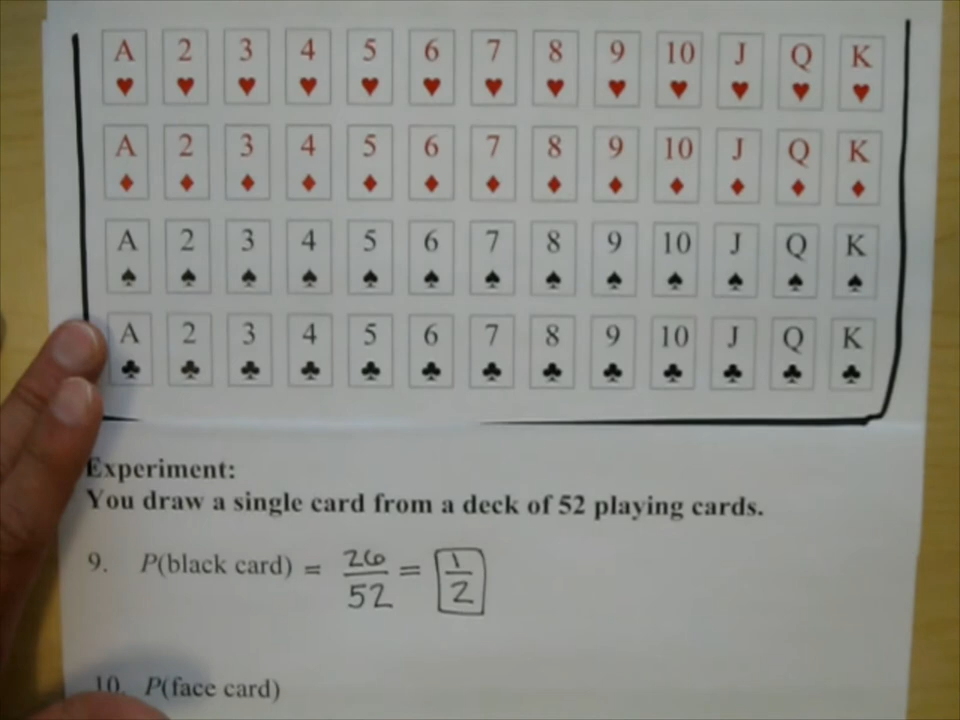 A 2 3 4 5 6 7 8 9 10 J Q K
♥ ♥ ♥ ♥ ♥ ♥ ♥ ♥ ♥ ♥ ♥ ♥ ♥
A 2 3 4 5 6 7 8 9 10 J Q K
♦ ♦ ♦ ♦ ♦ ♦ ♦ ♦ ♦ ♦ ♦ ♦ ♦
A 2 3 4 5 6 7 8 9 10 J Q K
♠ ♠ ♠ ♠ ♠ ♠ ♠ ♠ ♠ ♠ ♠ ♠ ♠
A 2 3 4 5 6 7 8 9 10 J Q K
♣ ♣ ♣ ♣ ♣ ♣ ♣ ♣ ♣ ♣ ♣ ♣ ♣
Experiment:
You draw a single card from a deck of 52 playing cards.
9. P(black card) = 26/52 = 1/2
10. P(face card)